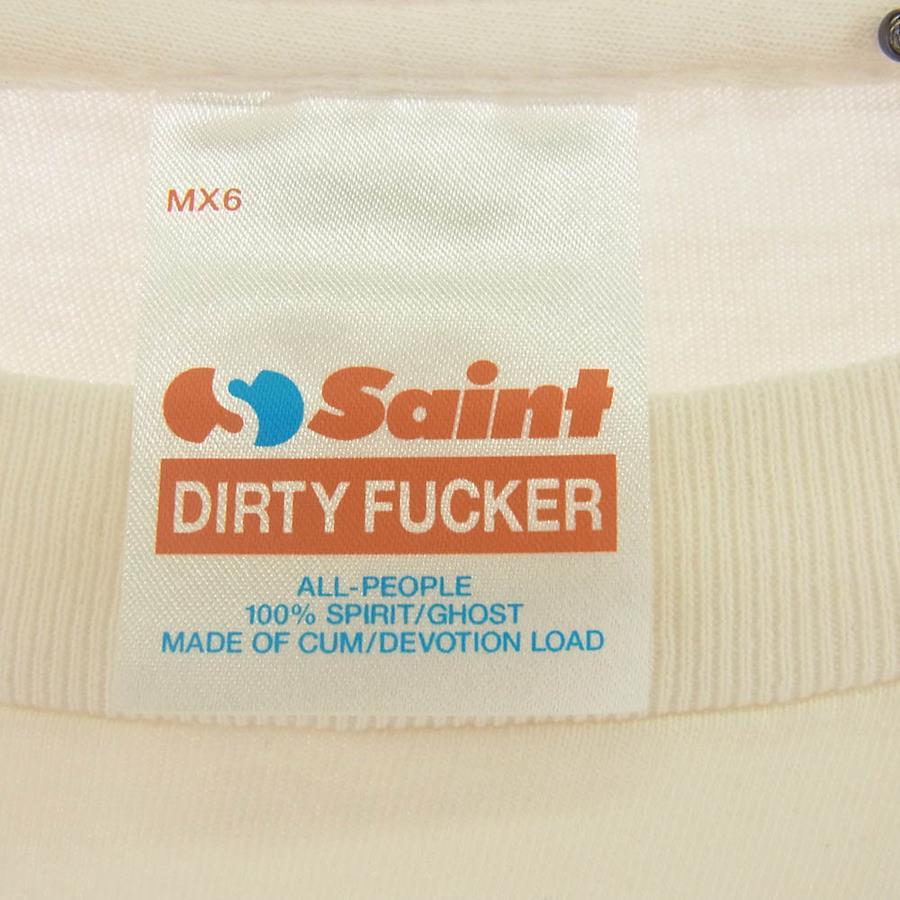 MX6
Saint
DIRTY FUCKER
ALL-PEOPLE
100% SPIRIT/GHOST
MADE OF CUM/DEVOTION LOAD